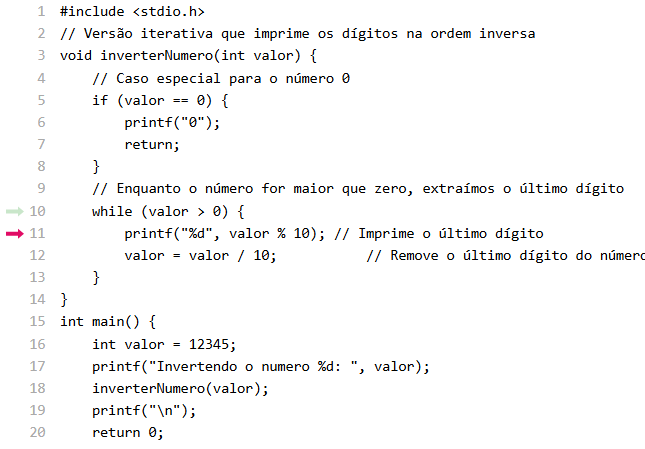 1 #include <stdio.h>
2 // Versão iterativa que imprime os dígitos na ordem inversa
3 void inverterNumero(int valor) {
4     // Caso especial para o número 0
5     if (valor == 0) {
6         printf("0");
7         return;
8     }
9     // Enquanto o número for maior que zero, extraímos o último dígito
10     while (valor > 0) {
11         printf("%d", valor % 10); // Imprime o último dígito
12         valor = valor / 10;           // Remove o último dígito do número
13     }
14 }
15 int main() {
16     int valor = 12345;
17     printf("Invertendo o numero %d: ", valor);
18     inverterNumero(valor);
19     printf("\n");
20     return 0;